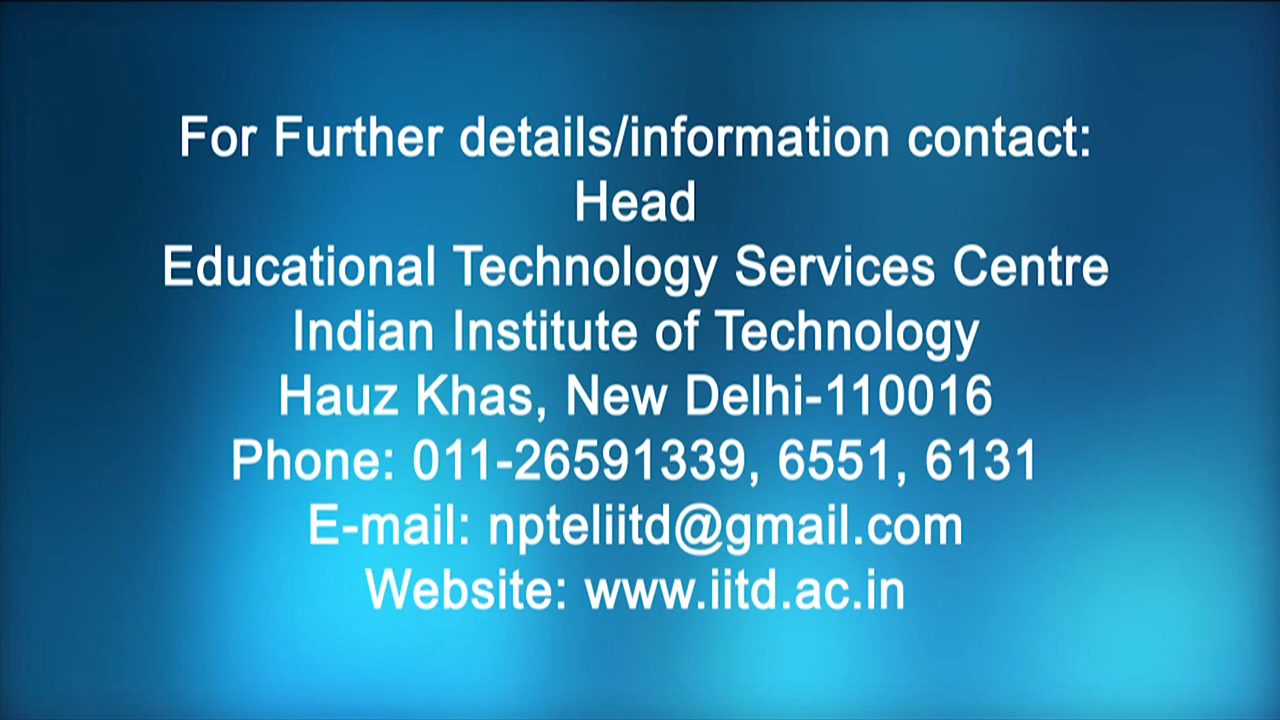 For Further details/information contact:
Head
Educational Technology Services Centre
Indian Institute of Technology
Hauz Khas, New Delhi-110016
Phone: 011-26591339, 6551, 6131
E-mail: npteliitd@gmail.com
Website: www.iitd.ac.in